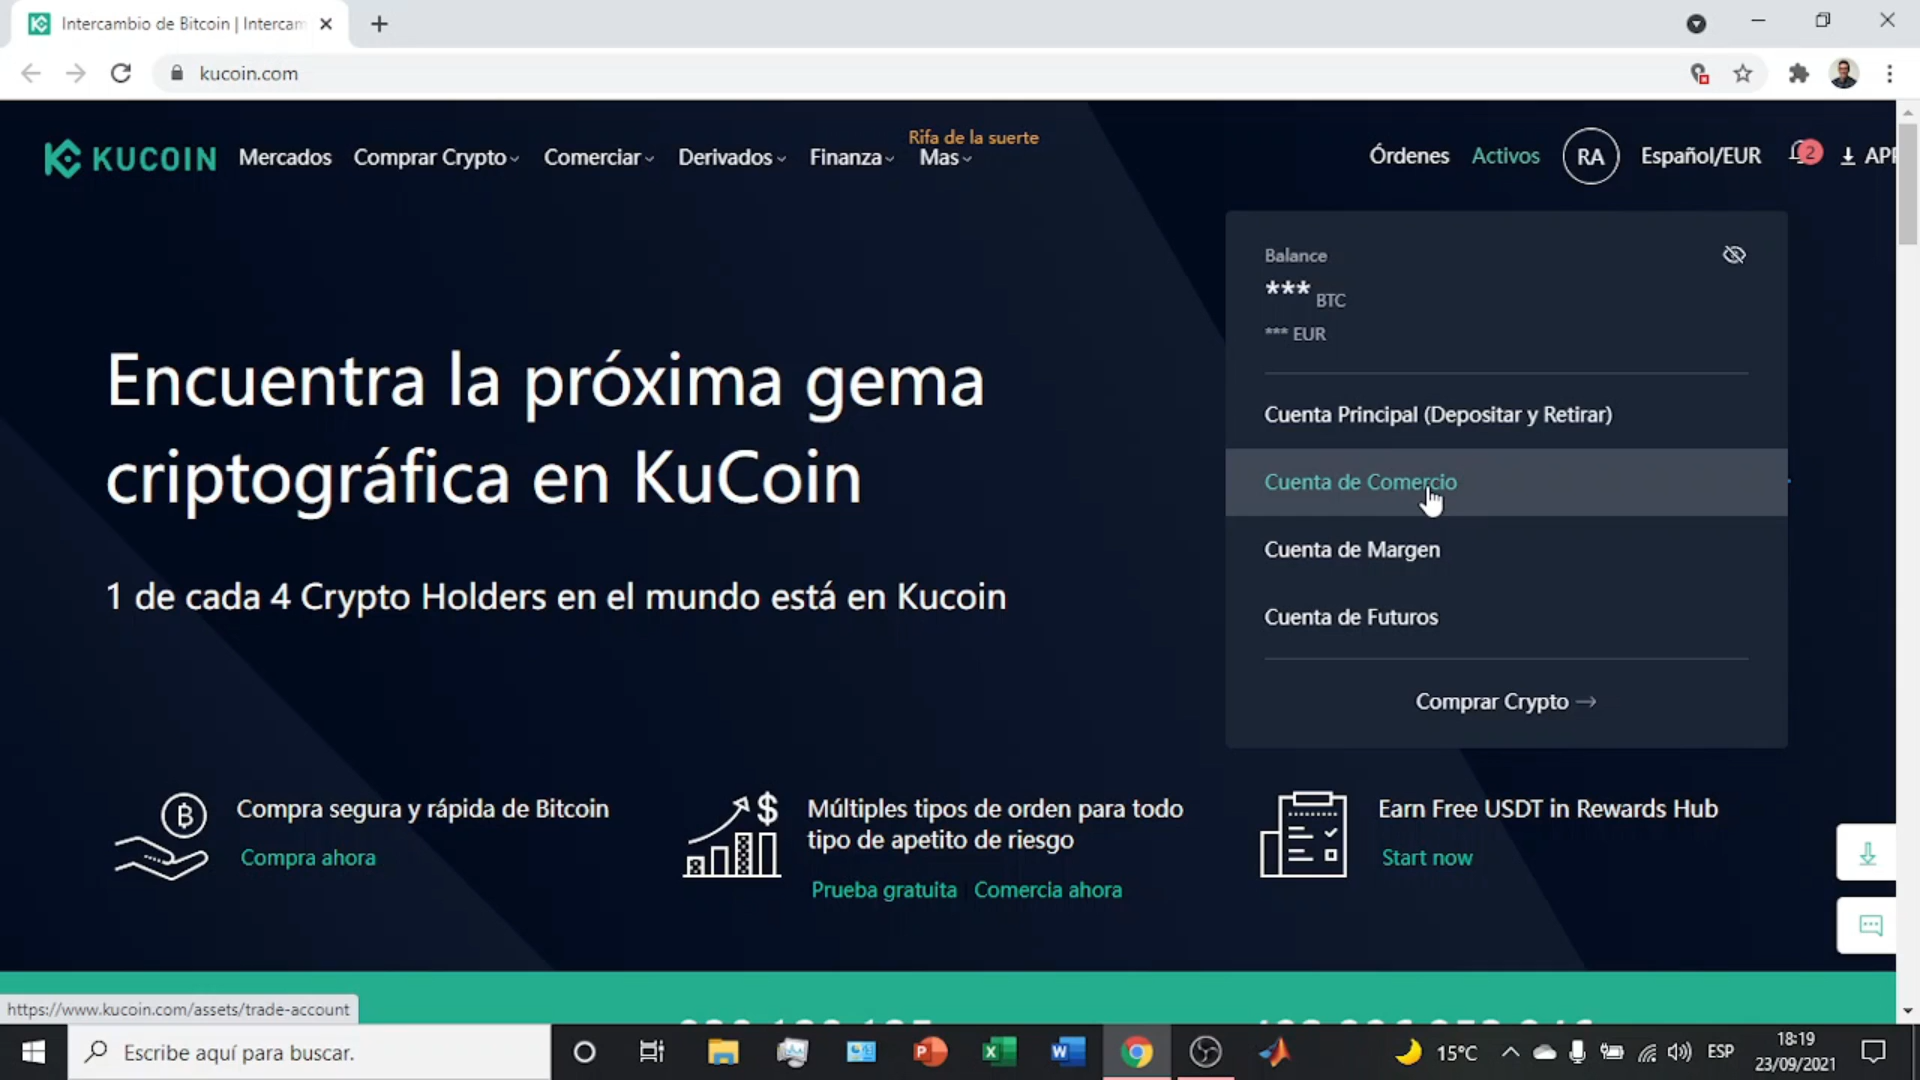 Intercambio de Bitcoin | Intercam
kucoin.com
Rifa de la suerte
KUCOIN Mercados Comprar Crypto Comerciar Derivados Finanza Mas Órdenes Activos RA Español/EUR 2 APP
Balance
*** BTC
*** EUR
Cuenta Principal (Depositar y Retirar)
Cuenta de Comercio
Cuenta de Margen
Cuenta de Futuros
Comprar Crypto →
Encuentra la próxima gema
criptográfica en KuCoin
1 de cada 4 Crypto Holders en el mundo está en Kucoin
Compra segura y rápida de Bitcoin
Compra ahora
Múltiples tipos de orden para todo
tipo de apetito de riesgo
Prueba gratuita Comercia ahora
Earn Free USDT in Rewards Hub
Start now
https://www.kucoin.com/assets/trade-account
Escribe aquí para buscar.
15°C
ESP
18:19
23/09/2021